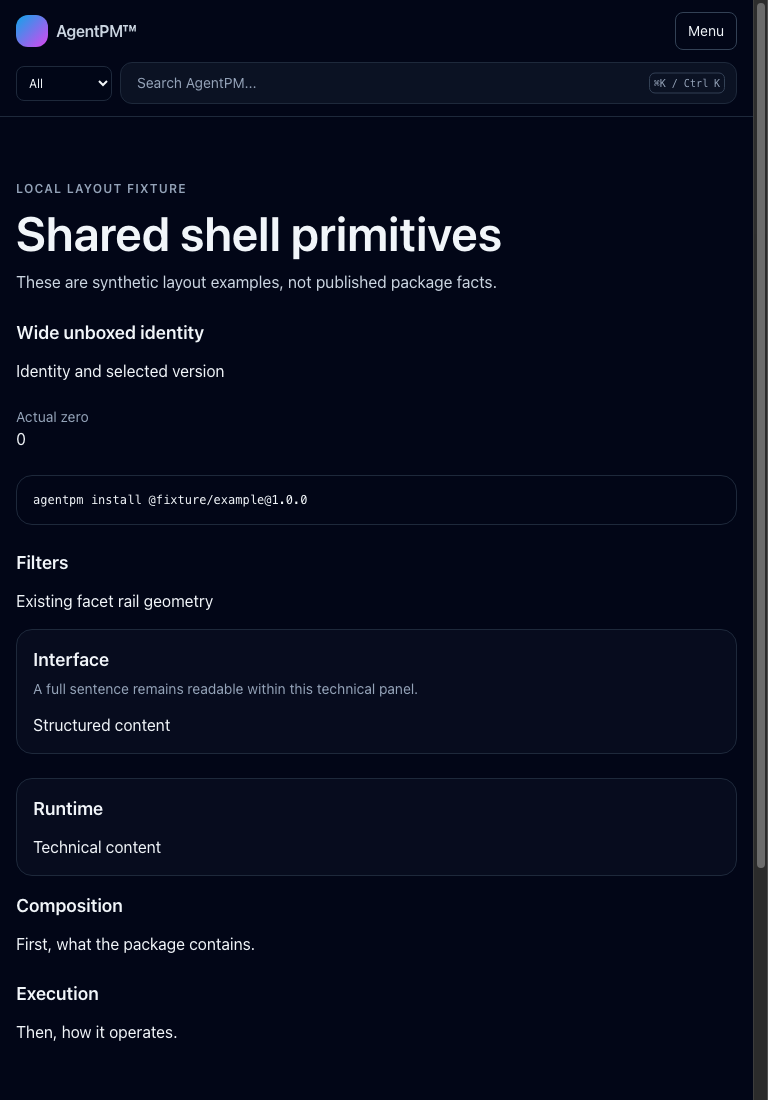 AgentPM™
Menu
All
Search AgentPM...
⌘K / Ctrl K
LOCAL LAYOUT FIXTURE
Shared shell primitives
These are synthetic layout examples, not published package facts.
Wide unboxed identity
Identity and selected version
Actual zero
0
agentpm install @fixture/example@1.0.0
Filters
Existing facet rail geometry
Interface
A full sentence remains readable within this technical panel.
Structured content
Runtime
Technical content
Composition
First, what the package contains.
Execution
Then, how it operates.